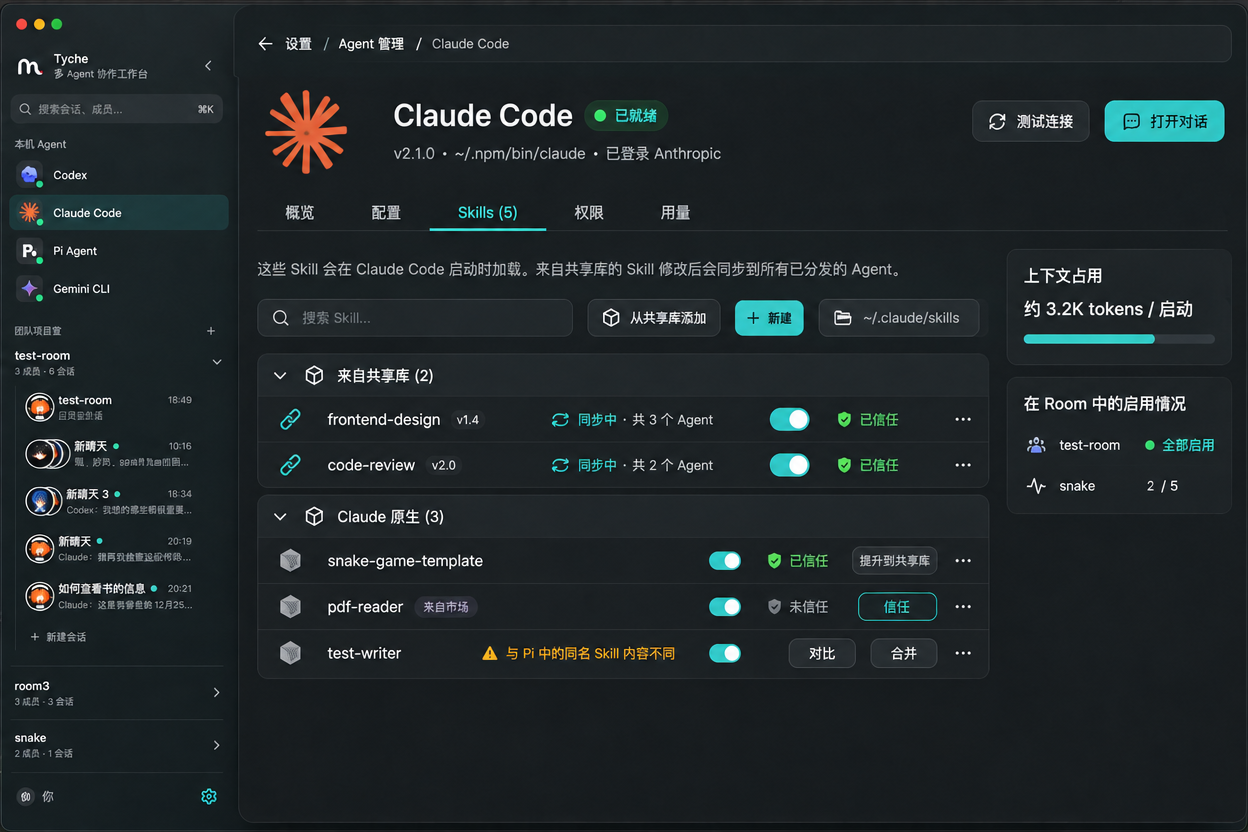 Tyche
多 Agent 协作工作台
搜索会话、成员... ⌘K
本机 Agent
Codex
Claude Code
Pi Agent
Gemini CLI
团队项目室 +
test-room
3 成员 · 6 会话
test-room 18:49
新晴天 10:16
新晴天 3 18:34
Codex:
新晴天 20:19
Claude:
如何查看书的信息 20:21
Claude: 12月25...
+ 新建会话
room3
3 成员 · 3 会话
snake
2 成员 · 1 会话
你
← 设置 / Agent 管理 / Claude Code
Claude Code 已就绪
v2.1.0 • ~/.npm/bin/claude • 已登录 Anthropic
测试连接
打开对话
概览 配置 Skills (5) 权限 用量
这些 Skill 会在 Claude Code 启动时加载。来自共享库的 Skill 修改后会同步到所有已分发的 Agent。
搜索 Skill... 从共享库添加 + 新建 ~/.claude/skills
来自共享库 (2)
frontend-design v1.4 同步中 · 共 3 个 Agent 已信任 ···
code-review v2.0 同步中 · 共 2 个 Agent 已信任 ···
Claude 原生 (3)
snake-game-template 已信任 提升到共享库 ···
pdf-reader 来自市场 未信任 信任 ···
test-writer 与 Pi 中的同名 Skill 内容不同 对比 合并 ···
上下文占用
约 3.2K tokens / 启动
在 Room 中的启用情况
test-room 全部启用
snake 2 / 5